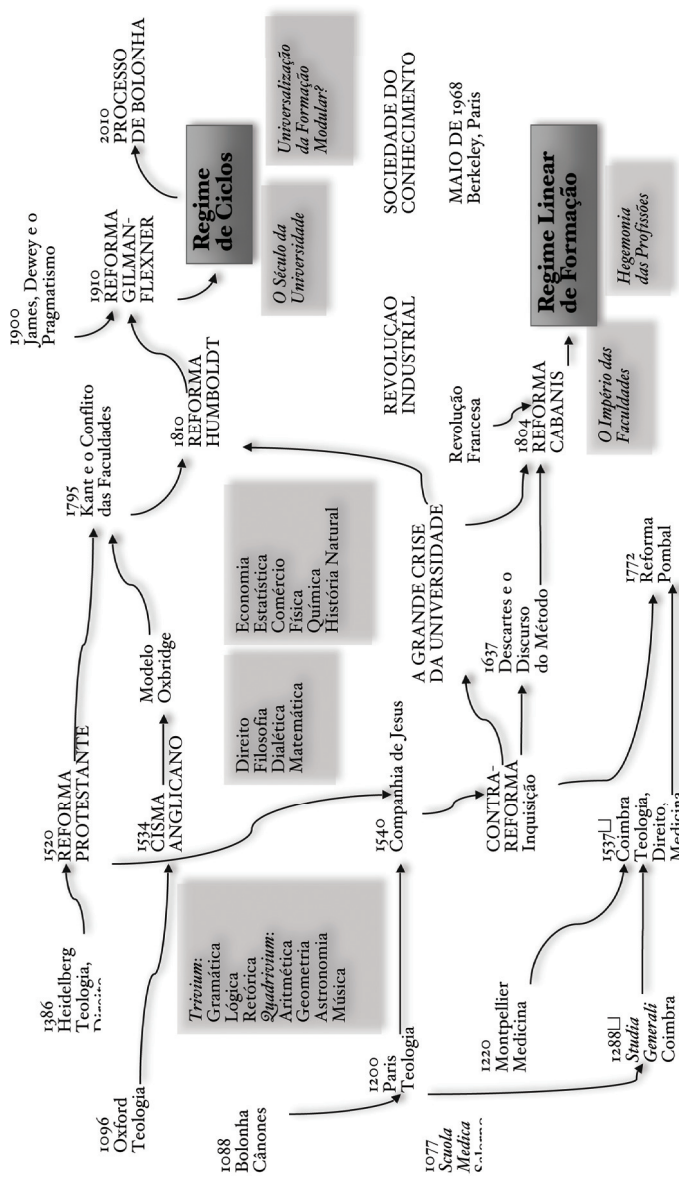 1386
Heidelberg
Teologia,
1520
REFORMA
PROTESTANTE
1795
Kant e o Conflito
das Faculdades
1900
James, Dewey e o
Pragmatismo
1910
REFORMA
GILMAN-
FLEXNER
2010
PROCESSO
DE BOLONHA
1096
Oxford
Teologia
1534
CISMA
ANGLICANO
Modelo
Oxbridge
1810
REFORMA
HUMBOLDT
Regime
de Ciclos
Trivium:
Gramática
Lógica
Retórica
Quadrivium:
Aritmética
Geometria
Astronomia
Música
Direito
Filosofia
Dialética
Matemática
Economia
Estatística
Comércio
Física
Química
História Natural
O Século da
Universidade
Universalização
da Formação
Modular?
1088
Bolonha
Cânones
1200
Paris
Teologia
1540
Companhia de Jesus
A GRANDE CRISE
DA UNIVERSIDADE
REVOLUÇAO
INDUSTRIAL
SOCIEDADE DO
CONHECIMENTO
1077
Scuola
Medica
1220
Montpellier
Medicina
CONTRA-
REFORMA
Inquisição
1637
Descartes e o
Discurso
do Método
Revolução
Francesa
1804
REFORMA
CABANIS
MAIO DE 1968
Berkeley, Paris
Regime Linear
de Formação
O Império das
Faculdades
Hegemonia
das Profissões
1288□
Studia
Generali
Coimbra
1537□
Coimbra
Teologia,
Direito,
Medicina
1772
Reforma
Pombal